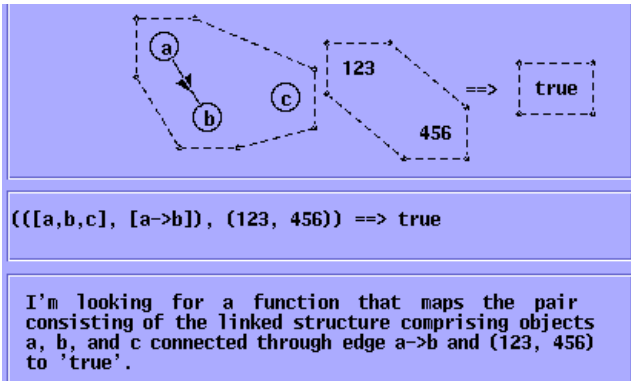 a 123 ==> true
b c 456
(([a,b,c], [a->b]), (123, 456)) ==> true
I'm looking for a function that maps the pair
consisting of the linked structure comprising objects
a, b, and c connected through edge a->b and (123, 456)
to 'true'.